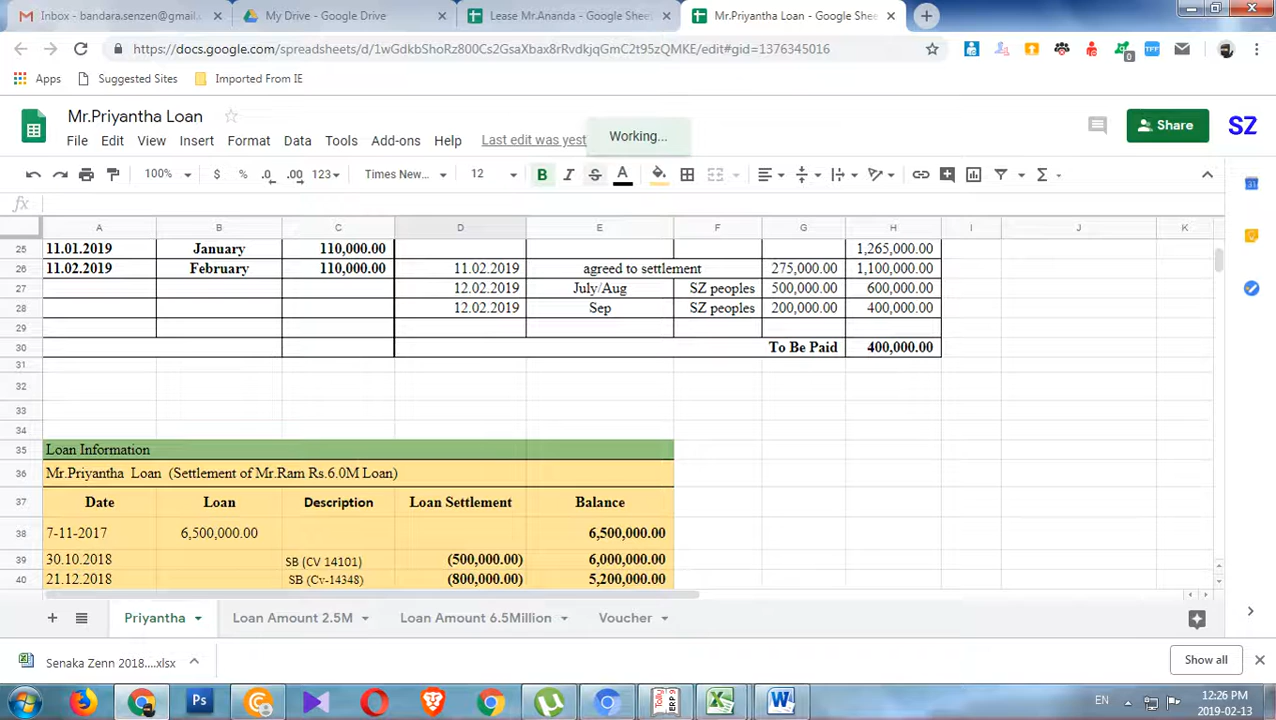 Inbox - bandara.senzen@gmail. × My Drive - Google Drive × Lease Mr.Ananda - Google Shee × Mr.Priyantha Loan - Google Shee ×
https://docs.google.com/spreadsheets/d/1wGdkbShoRz800Cs2GsaXbax8rRvdkjqGmC2t95zQMKE/edit#gid=1376345016
Apps Suggested Sites Imported From IE
Mr.Priyantha Loan
File Edit View Insert Format Data Tools Add-ons Help Last edit was yest Working... Share SZ
100% $ % .0 .00 123 Times New... 12 B I S A
fx
A B C D E F G H I J K
25 11.01.2019 January 110,000.00 1,265,000.00
26 11.02.2019 February 110,000.00 11.02.2019 agreed to settlement 275,000.00 1,100,000.00
27 12.02.2019 July/Aug SZ peoples 500,000.00 600,000.00
28 12.02.2019 Sep SZ peoples 200,000.00 400,000.00
29
30 To Be Paid 400,000.00
31
32
33
34
35 Loan Information
36 Mr.Priyantha Loan (Settlement of Mr.Ram Rs.6.0M Loan)
37 Date Loan Description Loan Settlement Balance
38 7-11-2017 6,500,000.00 6,500,000.00
39 30.10.2018 SB (CV 14101) (500,000.00) 6,000,000.00
40 21.12.2018 SB (Cv-14348) (800,000.00) 5,200,000.00
Priyantha Loan Amount 2.5M Loan Amount 6.5Million Voucher
Senaka Zenn 2018....xlsx Show all
EN 12:26 PM
2019-02-13